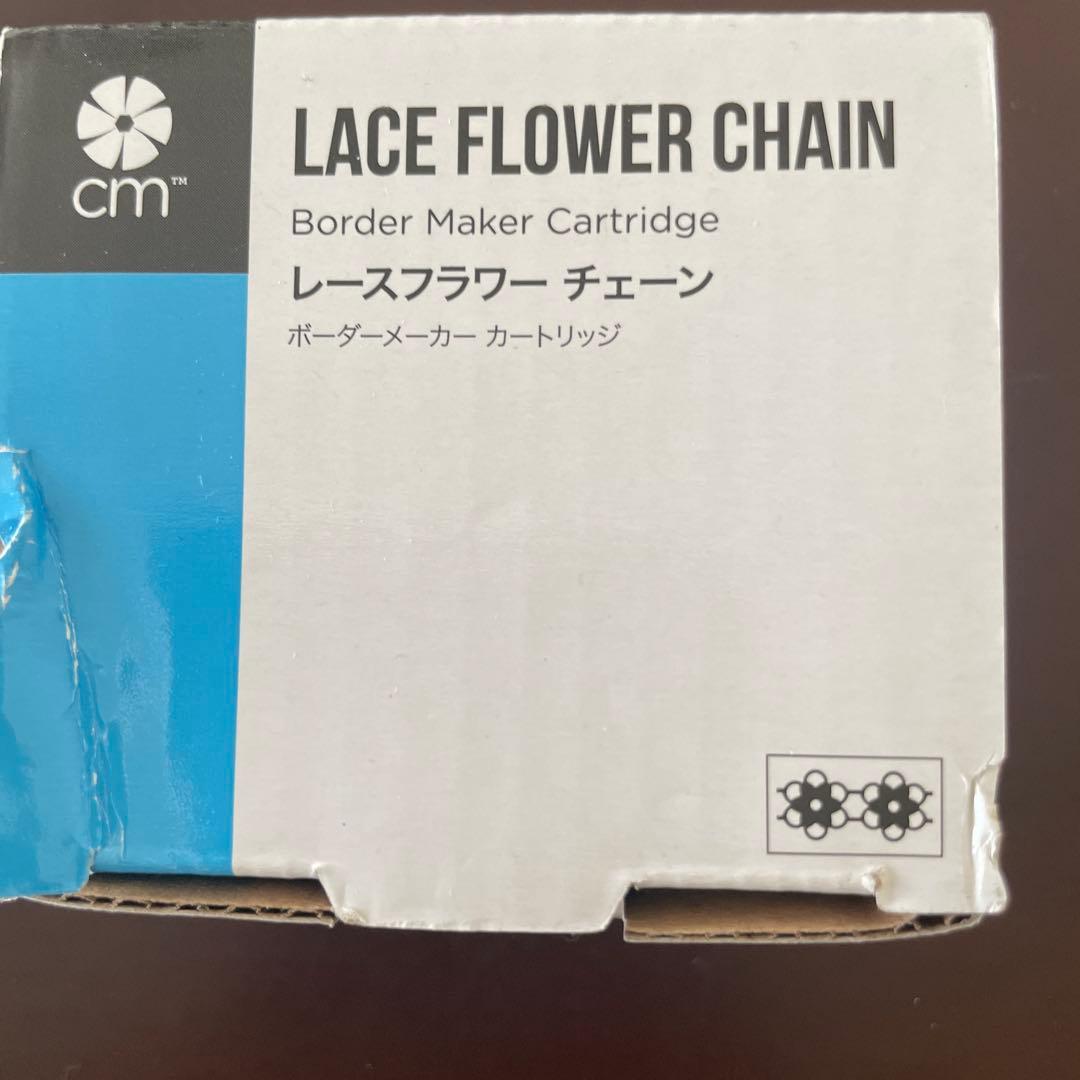 cm™
LACE FLOWER CHAIN
Border Maker Cartridge
レースフラワー チェーン
ボーダーメーカー カートリッジ